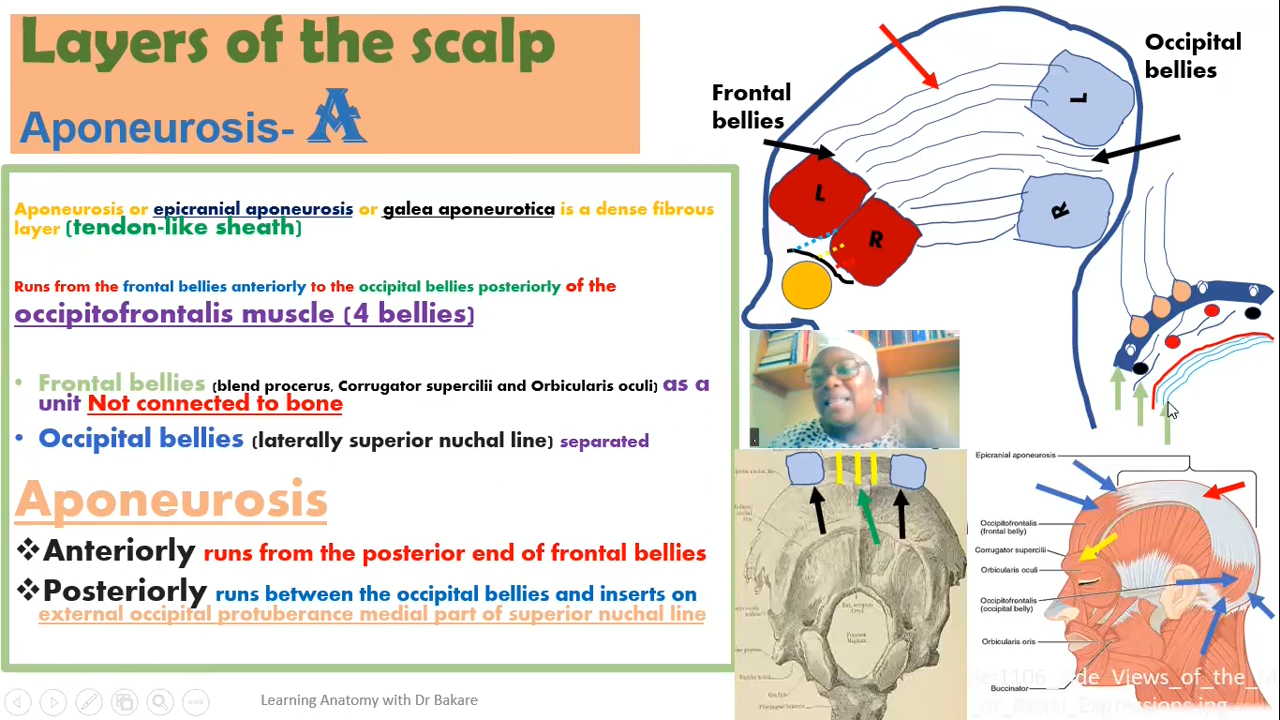 Layers of the scalp
Aponeurosis- A
Aponeurosis or epicranial aponeurosis or galea aponeurotica is a dense fibrous
layer (tendon-like sheath)
Runs from the frontal bellies anteriorly to the occipital bellies posteriorly of the
occipitofrontalis muscle (4 bellies)
• Frontal bellies (blend procerus, Corrugator supercilii and Orbicularis oculi) as a
unit Not connected to bone
• Occipital bellies (laterally superior nuchal line) separated
Aponeurosis
❖Anteriorly runs from the posterior end of frontal bellies
❖Posteriorly runs between the occipital bellies and inserts on
external occipital protuberance medial part of superior nuchal line
Learning Anatomy with Dr Bakare
Frontal
bellies
Occipital
bellies
L
R
L
R
Epicranial aponeurosis
Occipitofrontalis
(frontal belly)
Corrugator supercilii
Orbicularis oculi
Occipitofrontalis
(occipital belly)
Orbicularis oris
Buccinator